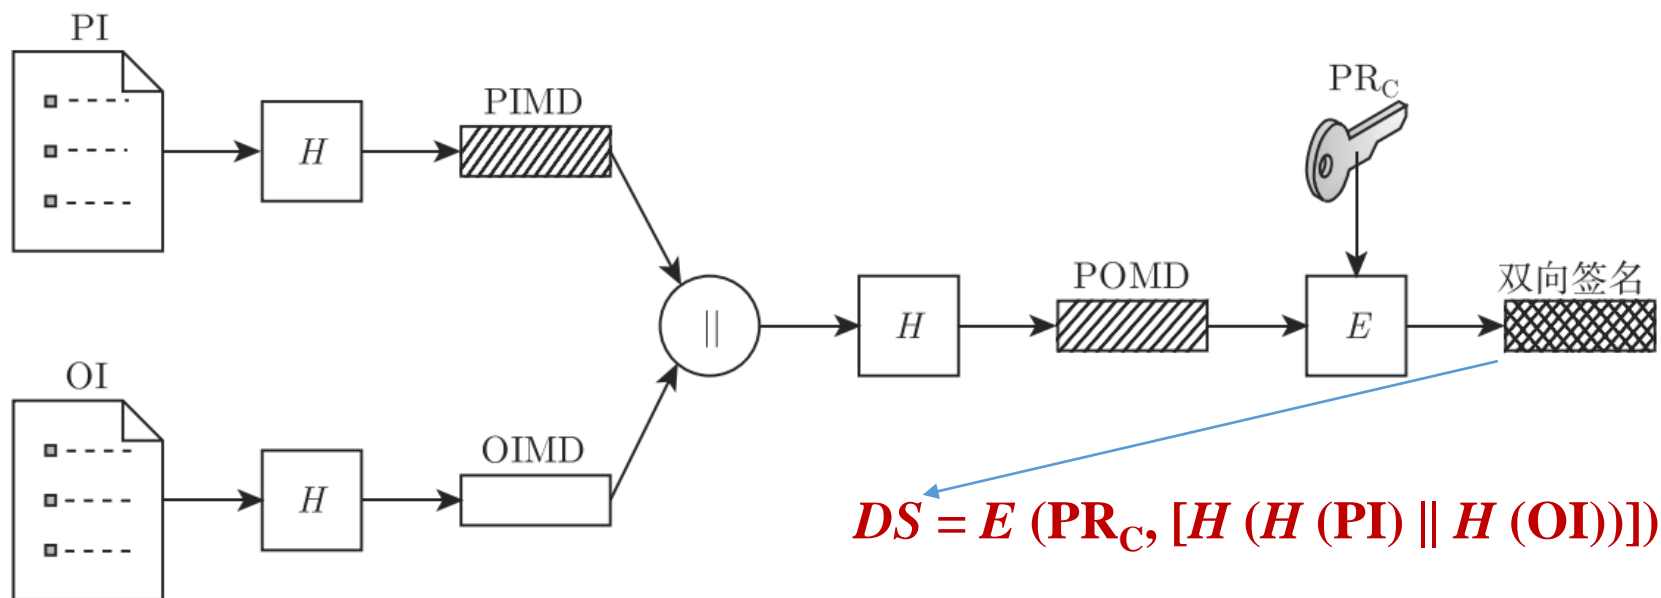 PI
H
PIMD
PR_C
||
H
POMD
E
双向签名
OI
H
OIMD
DS = E (PR_C, [H (H (PI) || H (OI))])